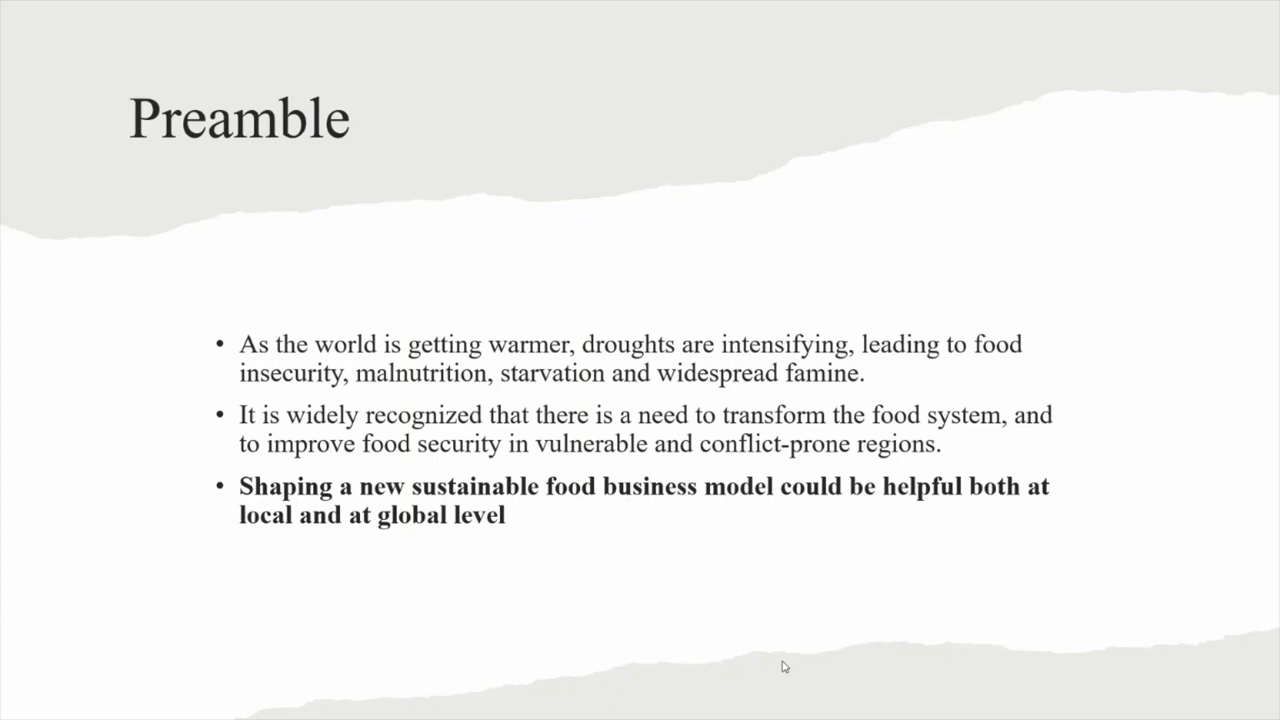 Preamble
• As the world is getting warmer, droughts are intensifying, leading to food
insecurity, malnutrition, starvation and widespread famine.
• It is widely recognized that there is a need to transform the food system, and
to improve food security in vulnerable and conflict-prone regions.
• Shaping a new sustainable food business model could be helpful both at
local and at global level